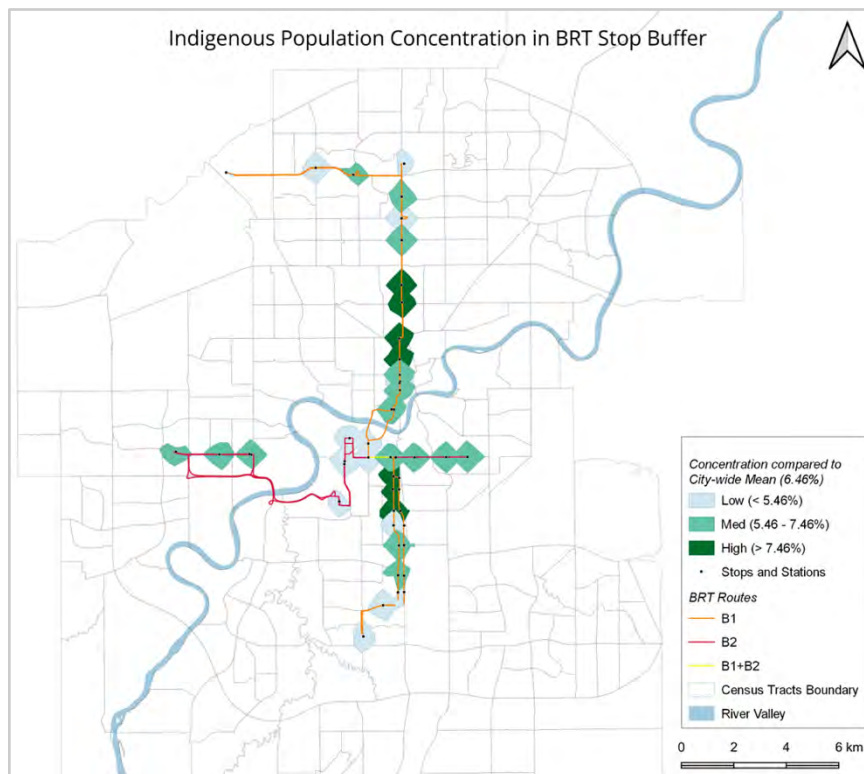 Indigenous Population Concentration in BRT Stop Buffer
Concentration compared to
City-wide Mean (6.46%)
Low (< 5.46%)
Med (5.46 - 7.46%)
High (> 7.46%)
Stops and Stations
BRT Routes
B1
B2
B1+B2
Census Tracts Boundary
River Valley
0 2 4 6 km